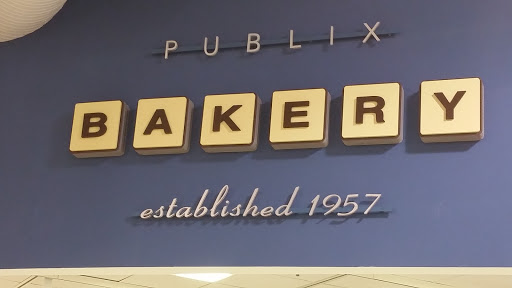 PUBLIX
BAKERY
established 1957